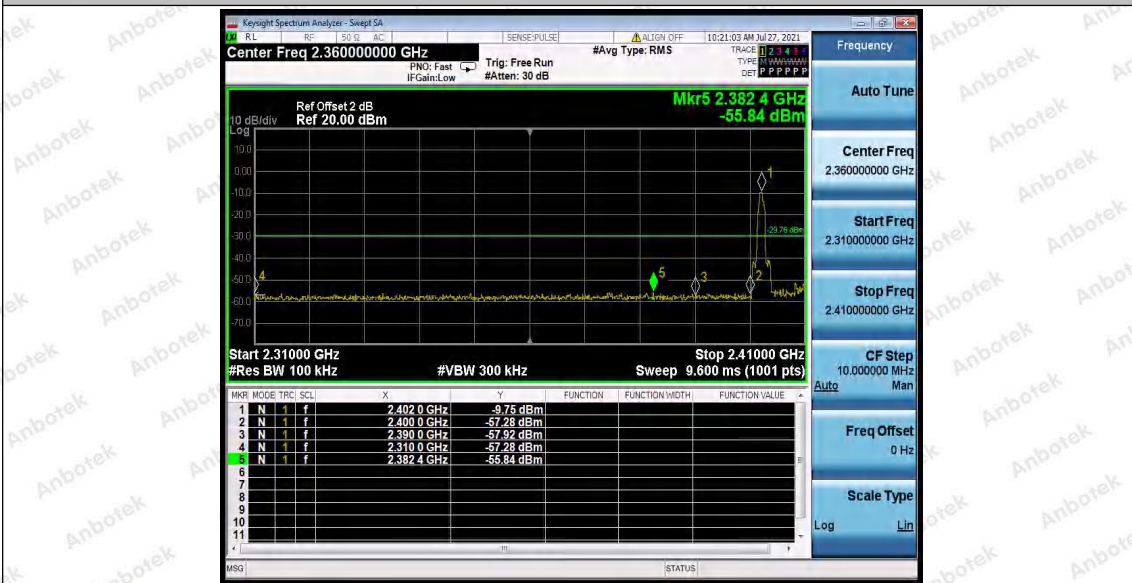 Keysight Spectrum Analyzer - Swept SA
RL RF 50 Ω AC SENSE:PULSE ALIGN OFF 10:21:03 AM Jul 27, 2021
Center Freq 2.360000000 GHz
PNO: Fast
IFGain:Low
Trig: Free Run
#Atten: 30 dB
#Avg Type: RMS
TRACE 1 2 3 4 5 6
TYPE M WWWWW
DET P P P P P P
Ref Offset 2 dB
10 dB/div Ref 20.00 dBm
Log
Mkr5 2.382 4 GHz
-55.84 dBm
10.0
0.00
-10.0
-20.0
-30.0
-40.0
-50.0
-60.0
-70.0
1
-29.76 dBm
4
5
3
2
Start 2.31000 GHz
Stop 2.41000 GHz
#Res BW 100 kHz
#VBW 300 kHz
Sweep 9.600 ms (1001 pts)
MKR MODE TRC SCL X Y FUNCTION FUNCTION WIDTH FUNCTION VALUE
1 N 1 f 2.402 0 GHz -9.75 dBm
2 N 1 f 2.400 0 GHz -57.28 dBm
3 N 1 f 2.390 0 GHz -57.92 dBm
4 N 1 f 2.310 0 GHz -57.28 dBm
5 N 1 f 2.382 4 GHz -55.84 dBm
6
7
8
9
10
11
MSG
STATUS
Frequency
Auto Tune
Center Freq
2.360000000 GHz
Start Freq
2.310000000 GHz
Stop Freq
2.410000000 GHz
CF Step
10.000000 MHz
Auto Man
Freq Offset
0 Hz
Scale Type
Log Lin
Anbotek